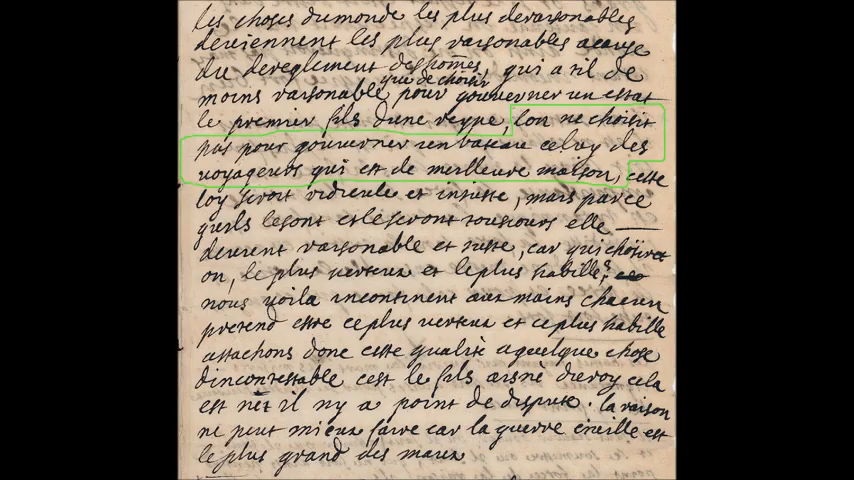 les choses du monde les plus deraisonables
deviennent les plus raisonables a cause
du dereglement des homes, qui a til de
que de choisir
moins raisonable pour gouverner un estat
le premier fils dune reyne, lon ne choisit
pas pour gouverner un bateau celuy des
voyageurs qui est de meilleure maison, cette
loy seroit ridicule et injuste, mais parce
quils le sont et le seront tousjours elle
devient raisonable et juste, car qui choisiret
on, le plus vertueux et le plus habille?
nous voila incontinent aux mains chacun
pretend estre ce plus vertueux et ce plus habille
attachons donc cette qualité a quelque chose
dincontestable cest le fils aisné du roy cela
est net il ny a point de dispute. la raison
ne peut mieux faire car la guerre civille est
le plus grand des maux